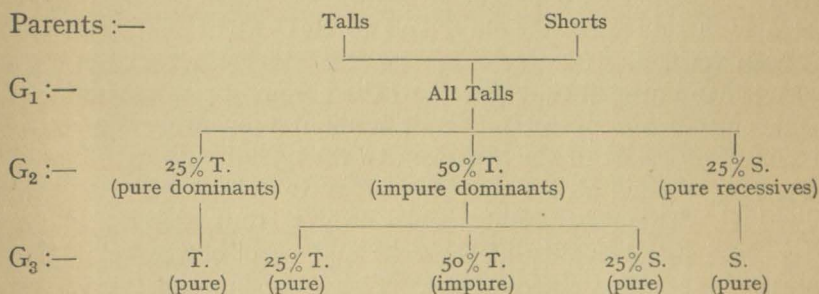 Parents :— Talls Shorts
G₁ :— All Talls
G₂ :— 25% T. 50% T. 25% S.
(pure dominants) (impure dominants) (pure recessives)
G₃ :— T. 25% T. 50% T. 25% S. S.
(pure) (pure) (impure) (pure) (pure)